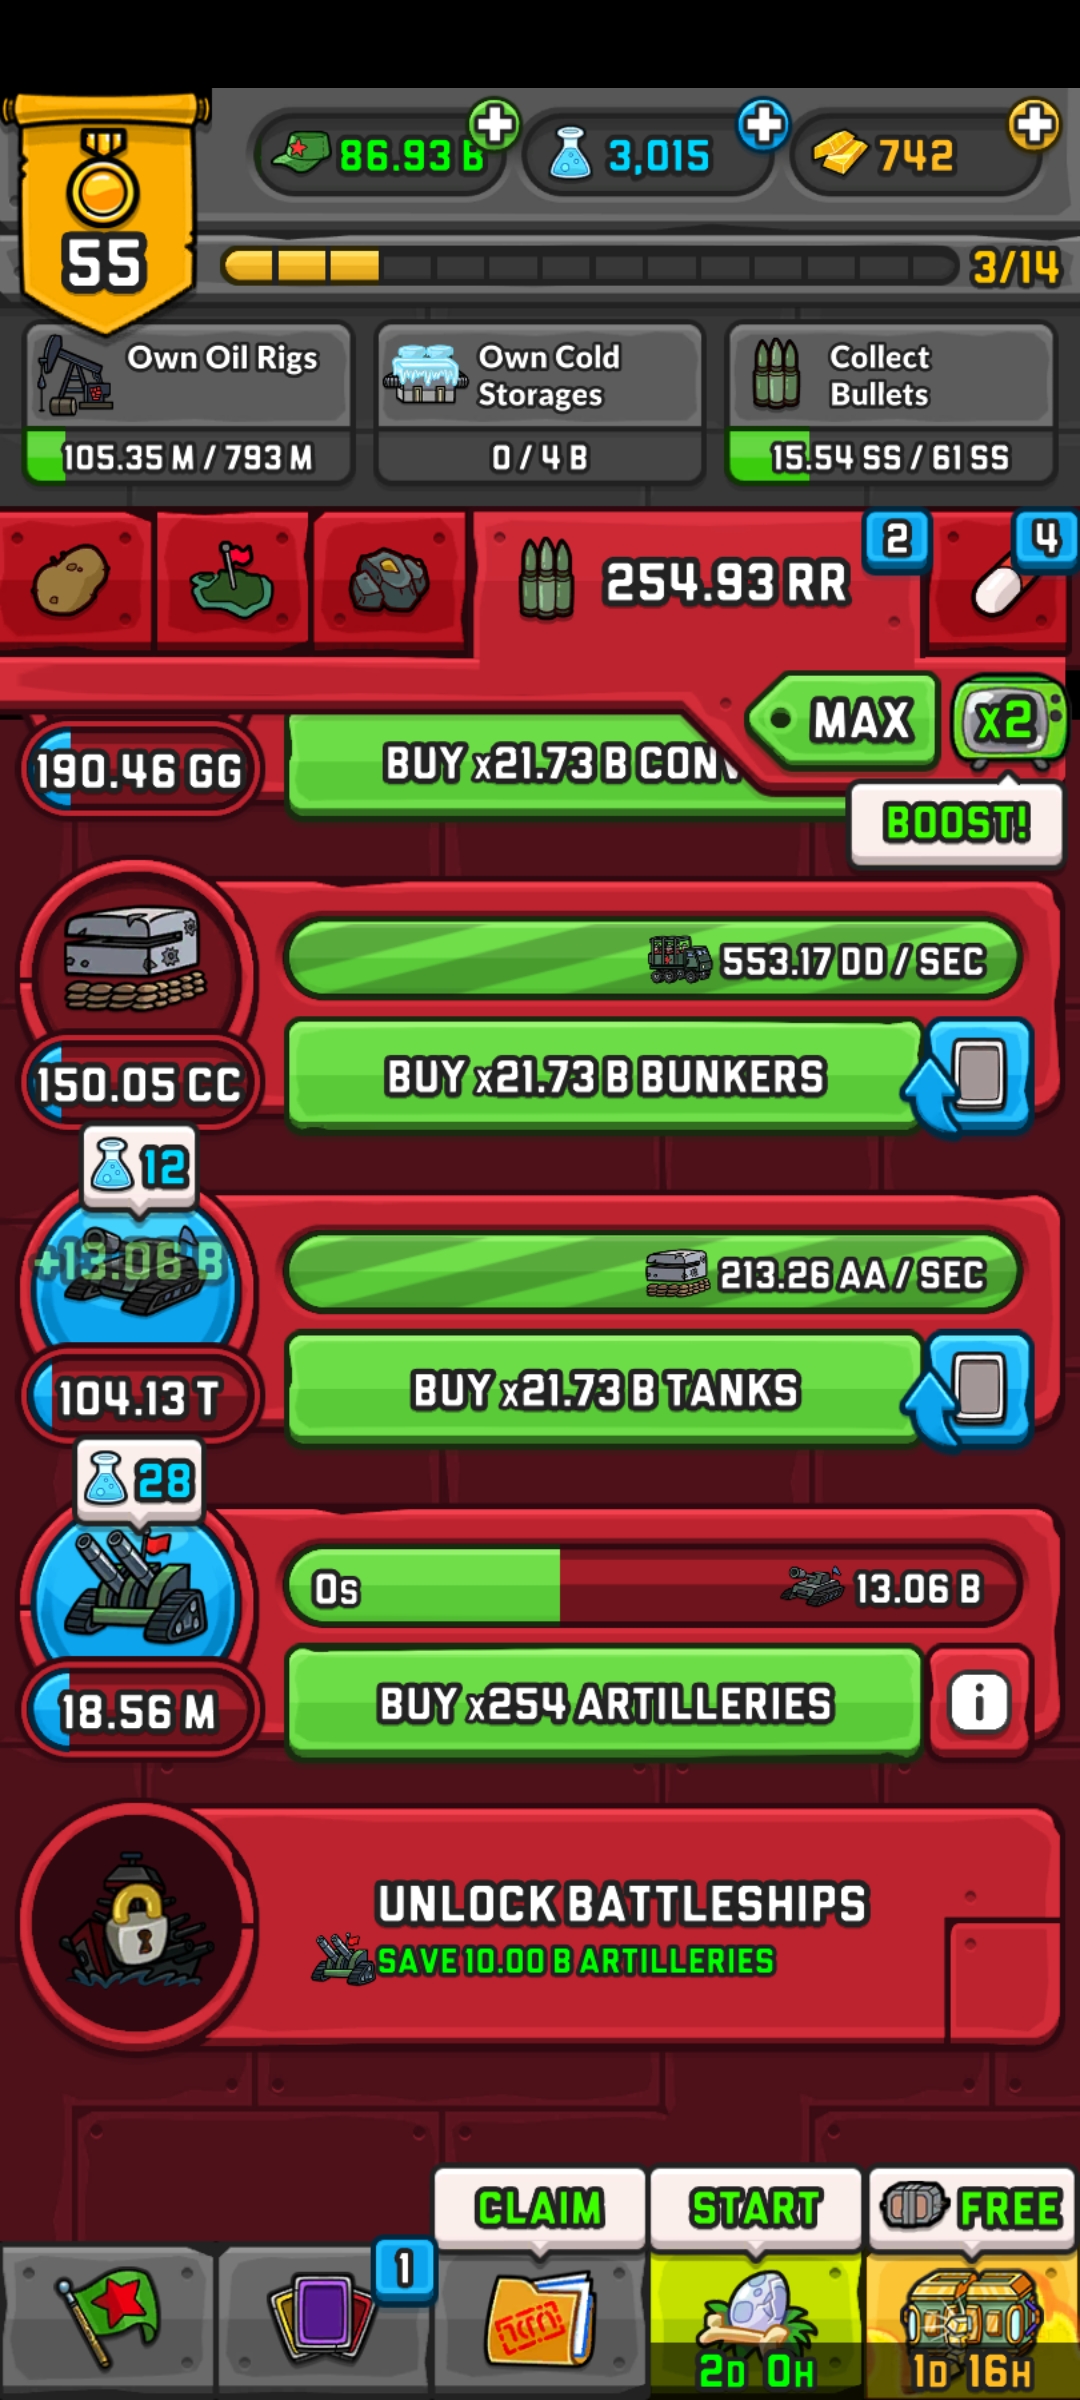 55
86.93 B
3,015
742
3/14
Own Oil Rigs
105.35 M / 793 M
Own Cold
Storages
0 / 4 B
Collect
Bullets
15.54 SS / 61 SS
254.93 RR
2
4
MAX
x2
BOOST!
190.46 GG
BUY x21.73 B CONV
553.17 DD / SEC
150.05 CC
BUY x21.73 B BUNKERS
12
+13.06 B
213.26 AA / SEC
104.13 T
BUY x21.73 B TANKS
28
0s
13.06 B
18.56 M
BUY x254 ARTILLERIES
i
UNLOCK BATTLESHIPS
SAVE 10.00 B ARTILLERIES
CLAIM
START
FREE
1
2D 0H
1D 16H